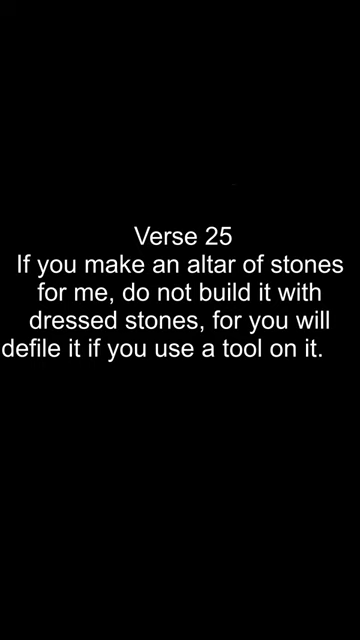 Verse 25
If you make an altar of stones
for me, do not build it with
dressed stones, for you will
defile it if you use a tool on it.